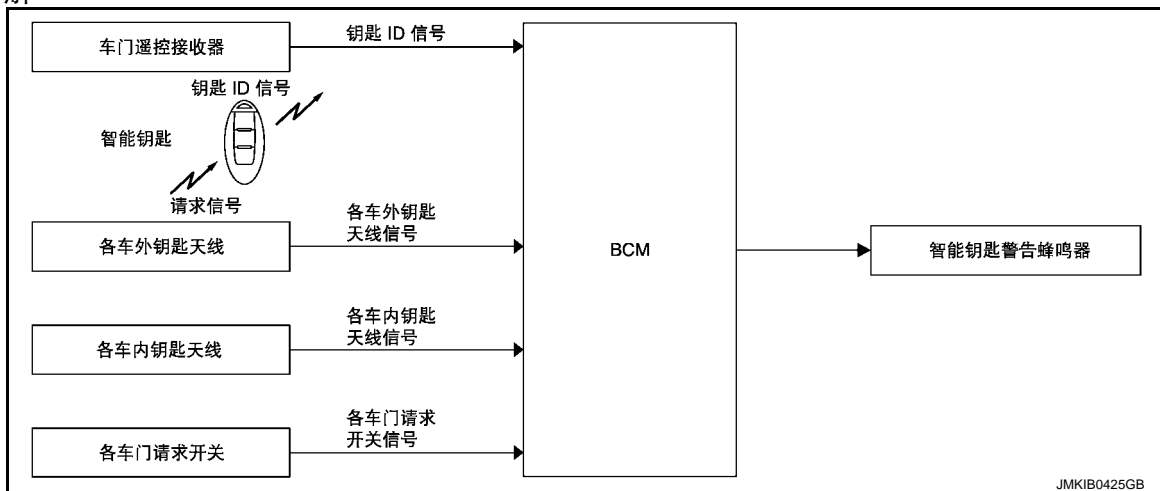 车门遥控接收器
钥匙 ID 信号
钥匙 ID 信号
智能钥匙
请求信号
各车外钥匙天线
各车外钥匙
天线信号
BCM
智能钥匙警告蜂鸣器
各车内钥匙天线
各车内钥匙
天线信号
各车门请求开关
各车门请求
开关信号
JMKIB0425GB